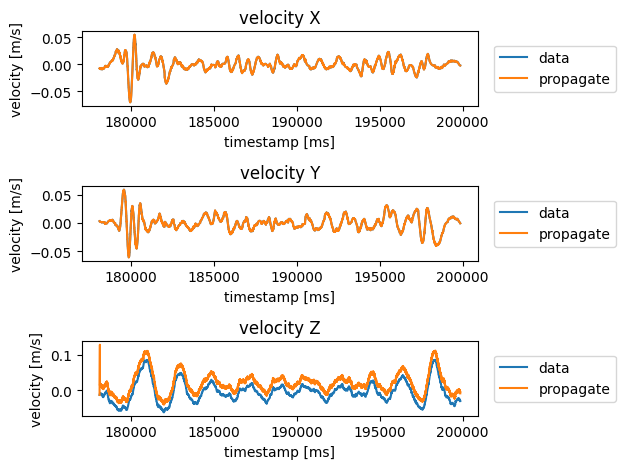 velocity X
velocity [m/s]
0.05
0.00
−0.05
180000 185000 190000 195000 200000
timestamp [ms]
data
propagate
velocity Y
velocity [m/s]
0.05
0.00
−0.05
180000 185000 190000 195000 200000
timestamp [ms]
data
propagate
velocity Z
velocity [m/s]
0.1
0.0
180000 185000 190000 195000 200000
timestamp [ms]
data
propagate